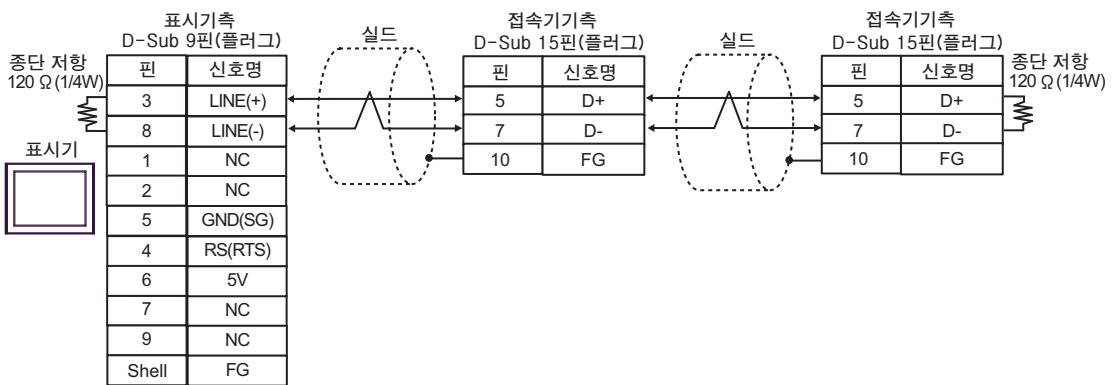 표시기측
D-Sub 9핀(플러그)
종단 저항
120 Ω(1/4W)
핀 신호명
3 LINE(+)
8 LINE(-)
1 NC
2 NC
5 GND(SG)
4 RS(RTS)
6 5V
7 NC
9 NC
Shell FG
표시기
실드
접속기기측
D-Sub 15핀(플러그)
핀 신호명
5 D+
7 D-
10 FG
실드
접속기기측
D-Sub 15핀(플러그)
핀 신호명
5 D+
7 D-
10 FG
종단 저항
120 Ω(1/4W)